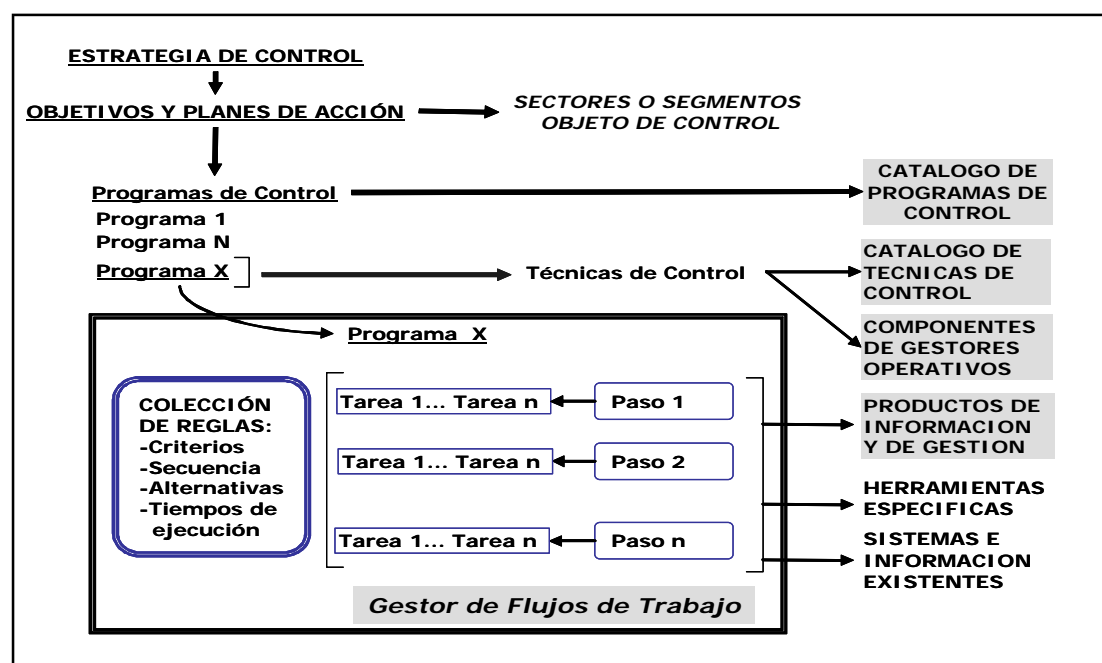 ESTRATEGIA DE CONTROL
OBJETIVOS Y PLANES DE ACCIÓN
SECTORES O SEGMENTOS
OBJETO DE CONTROL
Programas de Control
CATALOGO DE
PROGRAMAS DE
CONTROL
Programa 1
Programa N
Programa X
Técnicas de Control
CATALOGO DE
TECNICAS DE
CONTROL
COMPONENTES
DE GESTORES
OPERATIVOS
Programa X
COLECCIÓN
DE REGLAS:
-Criterios
-Secuencia
-Alternativas
-Tiempos de
ejecución
Tarea 1... Tarea n
Paso 1
Tarea 1... Tarea n
Paso 2
Tarea 1... Tarea n
Paso n
PRODUCTOS DE
INFORMACION
Y DE GESTION
HERRAMIENTAS
ESPECIFICAS
SISTEMAS E
INFORMACION
EXISTENTES
Gestor de Flujos de Trabajo